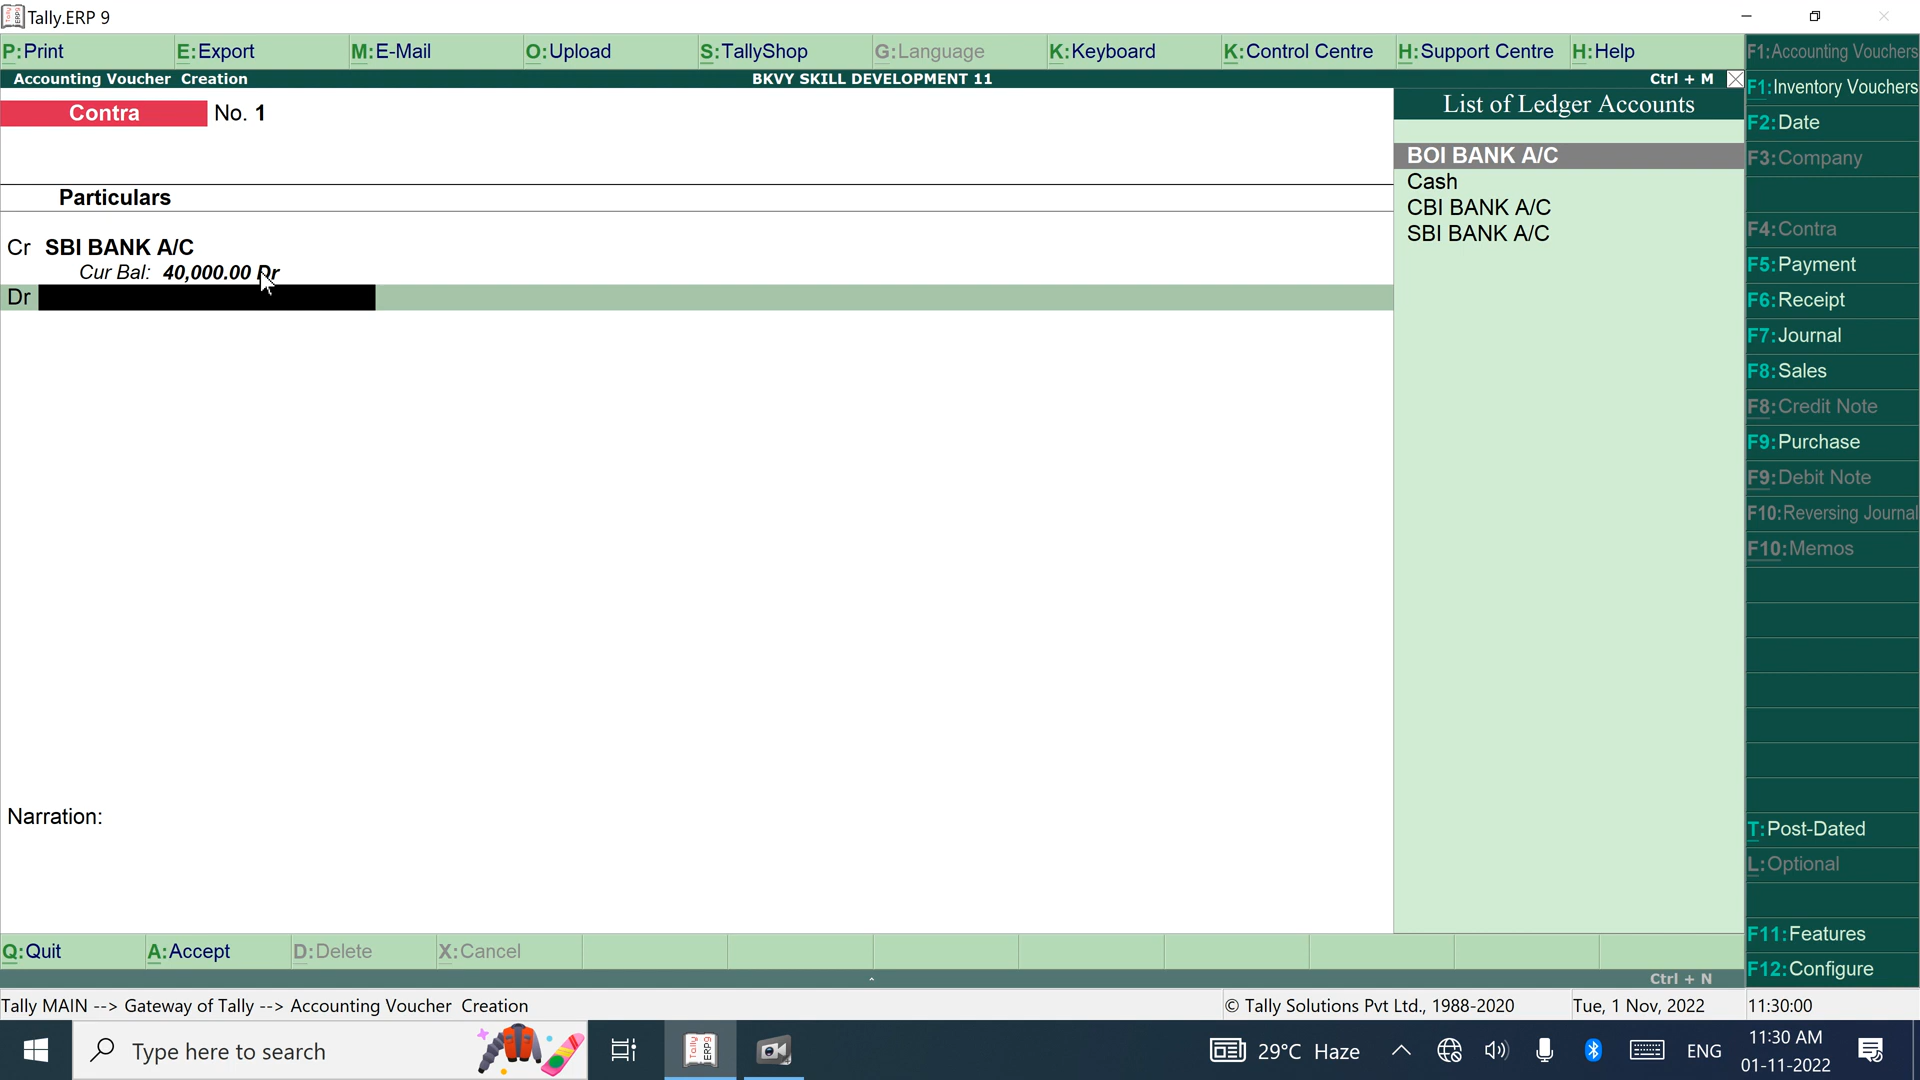 Tally.ERP 9
P:Print E:Export M:E-Mail O:Upload S:TallyShop G:Language K:Keyboard K:Control Centre H:Support Centre H:Help
Accounting Voucher Creation BKVY SKILL DEVELOPMENT 11 Ctrl + M
Contra No. 1
Particulars
Cr SBI BANK A/C
Cur Bal: 40,000.00 Dr
Dr
Narration:
List of Ledger Accounts
BOI BANK A/C
Cash
CBI BANK A/C
SBI BANK A/C
F1:Accounting Vouchers
F1:Inventory Vouchers
F2:Date
F3:Company
F4:Contra
F5:Payment
F6:Receipt
F7:Journal
F8:Sales
F8:Credit Note
F9:Purchase
F9:Debit Note
F10:Reversing Journal
F10:Memos
T:Post-Dated
L:Optional
F11:Features
F12:Configure
Q:Quit A:Accept D:Delete X:Cancel
Ctrl + N
Tally MAIN --> Gateway of Tally --> Accounting Voucher Creation © Tally Solutions Pvt Ltd., 1988-2020 Tue, 1 Nov, 2022 11:30:00
Type here to search
Tally
ERP9
29°C Haze
ENG
11:30 AM
01-11-2022